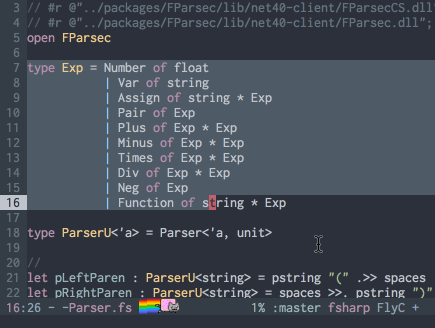 3 // #r @"../packages/FParsec/lib/net40-client/FParsecCS.dll
4 // #r @"../packages/FParsec/lib/net40-client/FParsec.dll";
5 open FParsec
6
7 type Exp = Number of float
8 | Var of string
9 | Assign of string * Exp
10 | Pair of Exp
11 | Plus of Exp * Exp
12 | Minus of Exp * Exp
13 | Times of Exp * Exp
14 | Div of Exp * Exp
15 | Neg of Exp
16 | Function of string * Exp
17
18 type ParserU<'a> = Parser<'a, unit>
19
20 //
21 let pLeftParen : ParserU<string> = pstring "(" .>> spaces
22 let pRightParen : ParserU<string> = spaces >>. pstring ")"
16:26 - -Parser.fs 1% :master fsharp FlyC +